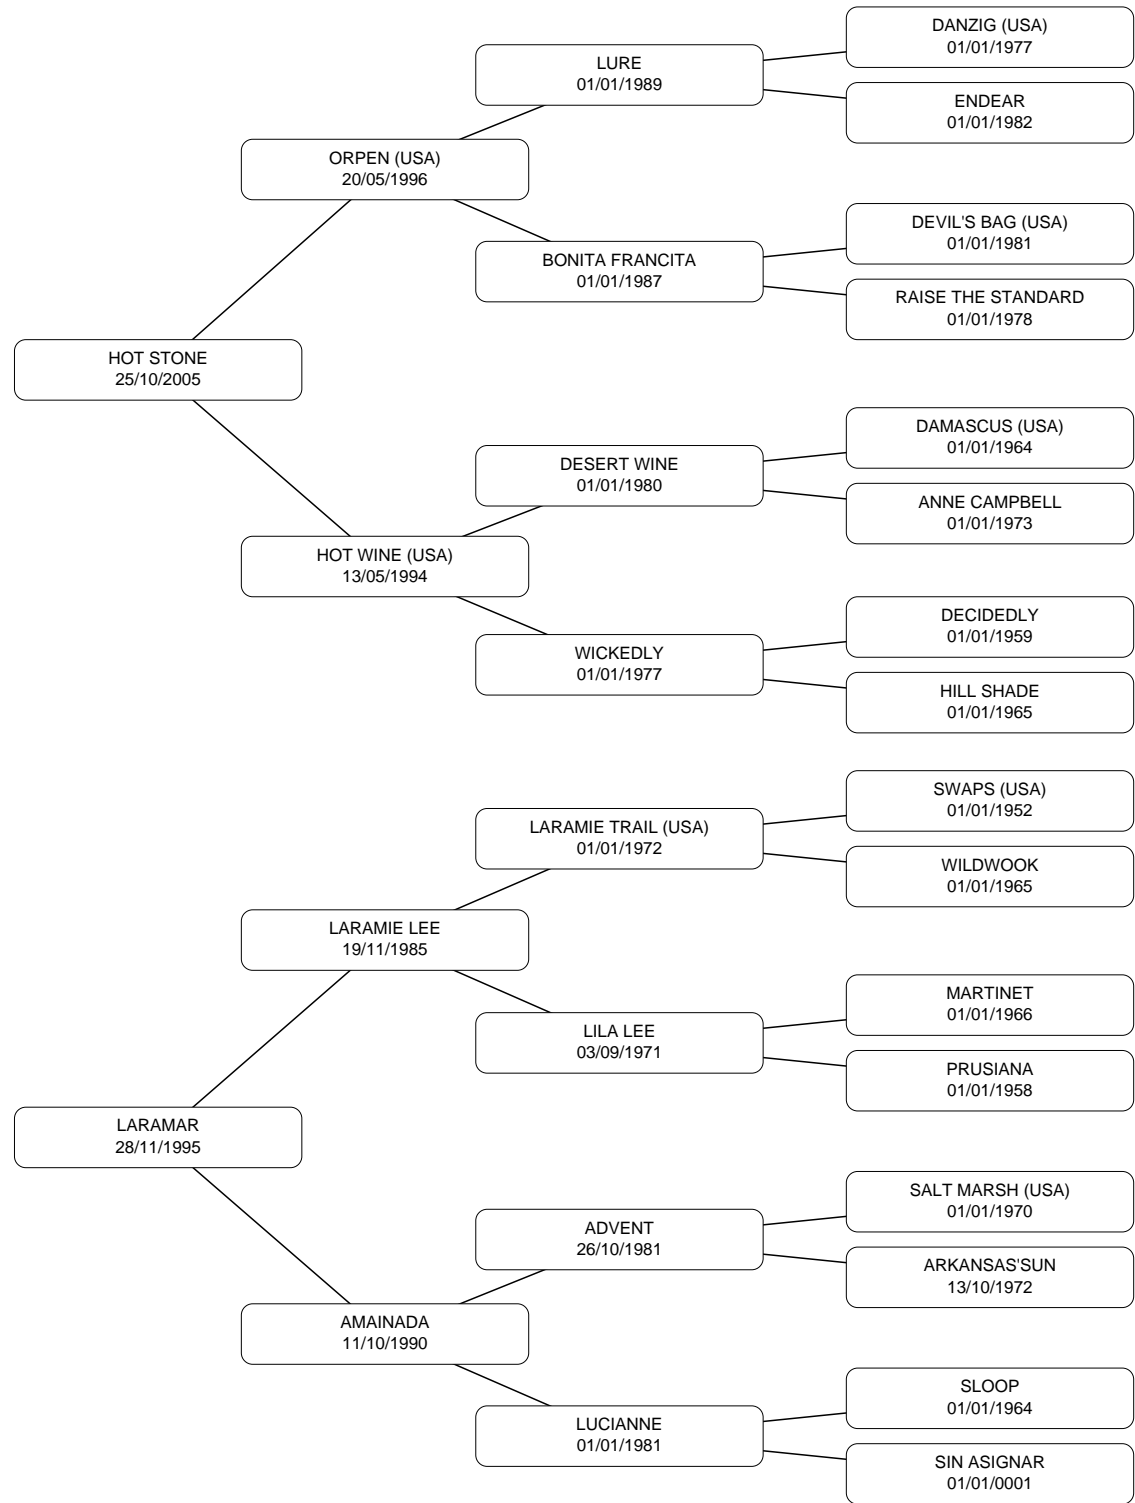 DANZIG (USA)
01/01/1977
LURE
01/01/1989
ENDEAR
01/01/1982
ORPEN (USA)
20/05/1996
DEVIL'S BAG (USA)
01/01/1981
BONITA FRANCITA
01/01/1987
RAISE THE STANDARD
01/01/1978
HOT STONE
25/10/2005
DAMASCUS (USA)
01/01/1964
DESERT WINE
01/01/1980
ANNE CAMPBELL
01/01/1973
HOT WINE (USA)
13/05/1994
DECIDEDLY
01/01/1959
WICKEDLY
01/01/1977
HILL SHADE
01/01/1965
SWAPS (USA)
01/01/1952
LARAMIE TRAIL (USA)
01/01/1972
WILDWOOK
01/01/1965
LARAMIE LEE
19/11/1985
MARTINET
01/01/1966
LILA LEE
03/09/1971
PRUSIANA
01/01/1958
LARAMAR
28/11/1995
SALT MARSH (USA)
01/01/1970
ADVENT
26/10/1981
ARKANSAS'SUN
13/10/1972
AMAINADA
11/10/1990
SLOOP
01/01/1964
LUCIANNE
01/01/1981
SIN ASIGNAR
01/01/0001